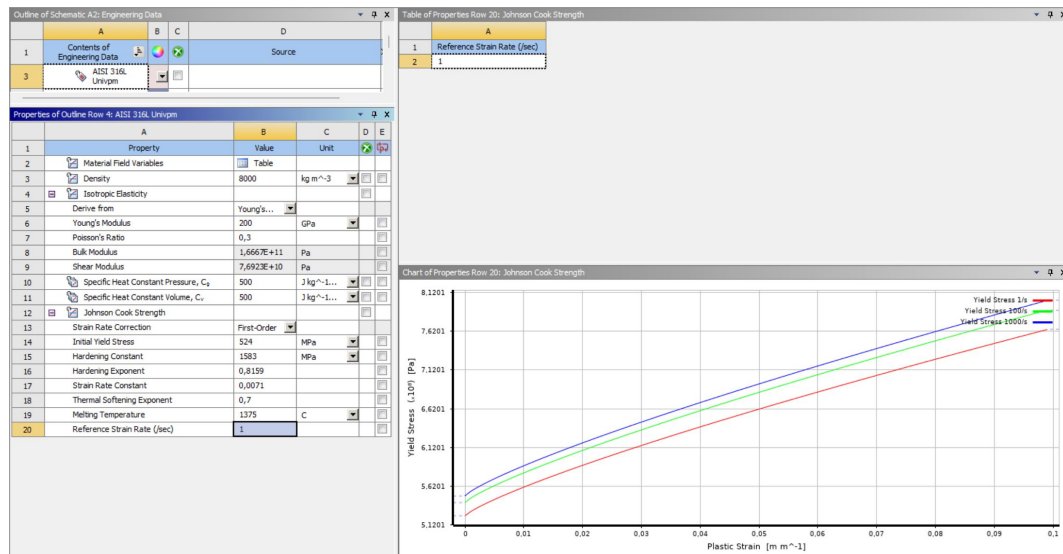 Outline of Schematic A2: Engineering Data
A B C D
1 Contents of Engineering Data Source
3 AISI 316L Univpm
Properties of Outline Row 4: AISI 316L Univpm
A B C D E
1 Property Value Unit
2 Material Field Variables Table
3 Density 8000 kg m^-3
4 Isotropic Elasticity
5 Derive from Young's...
6 Young's Modulus 200 GPa
7 Poisson's Ratio 0,3
8 Bulk Modulus 1,6667E+11 Pa
9 Shear Modulus 7,6923E+10 Pa
10 Specific Heat Constant Pressure, Cₚ 500 J kg^-1...
11 Specific Heat Constant Volume, Cᵥ 500 J kg^-1...
12 Johnson Cook Strength
13 Strain Rate Correction First-Order
14 Initial Yield Stress 524 MPa
15 Hardening Constant 1583 MPa
16 Hardening Exponent 0,8159
17 Strain Rate Constant 0,0071
18 Thermal Softening Exponent 0,7
19 Melting Temperature 1375 C
20 Reference Strain Rate (/sec) 1
Table of Properties Row 20: Johnson Cook Strength
A
1 Reference Strain Rate (/sec)
2 1
Chart of Properties Row 20: Johnson Cook Strength
Yield Stress 1/s
Yield Stress 100/s
Yield Stress 1000/s
8,1201
7,6201
7,1201
6,6201
6,1201
5,6201
5,1201
Yield Stress (.10⁸) [Pa]
0 0,01 0,02 0,03 0,04 0,05 0,06 0,07 0,08 0,09 0,1
Plastic Strain [m m^-1]